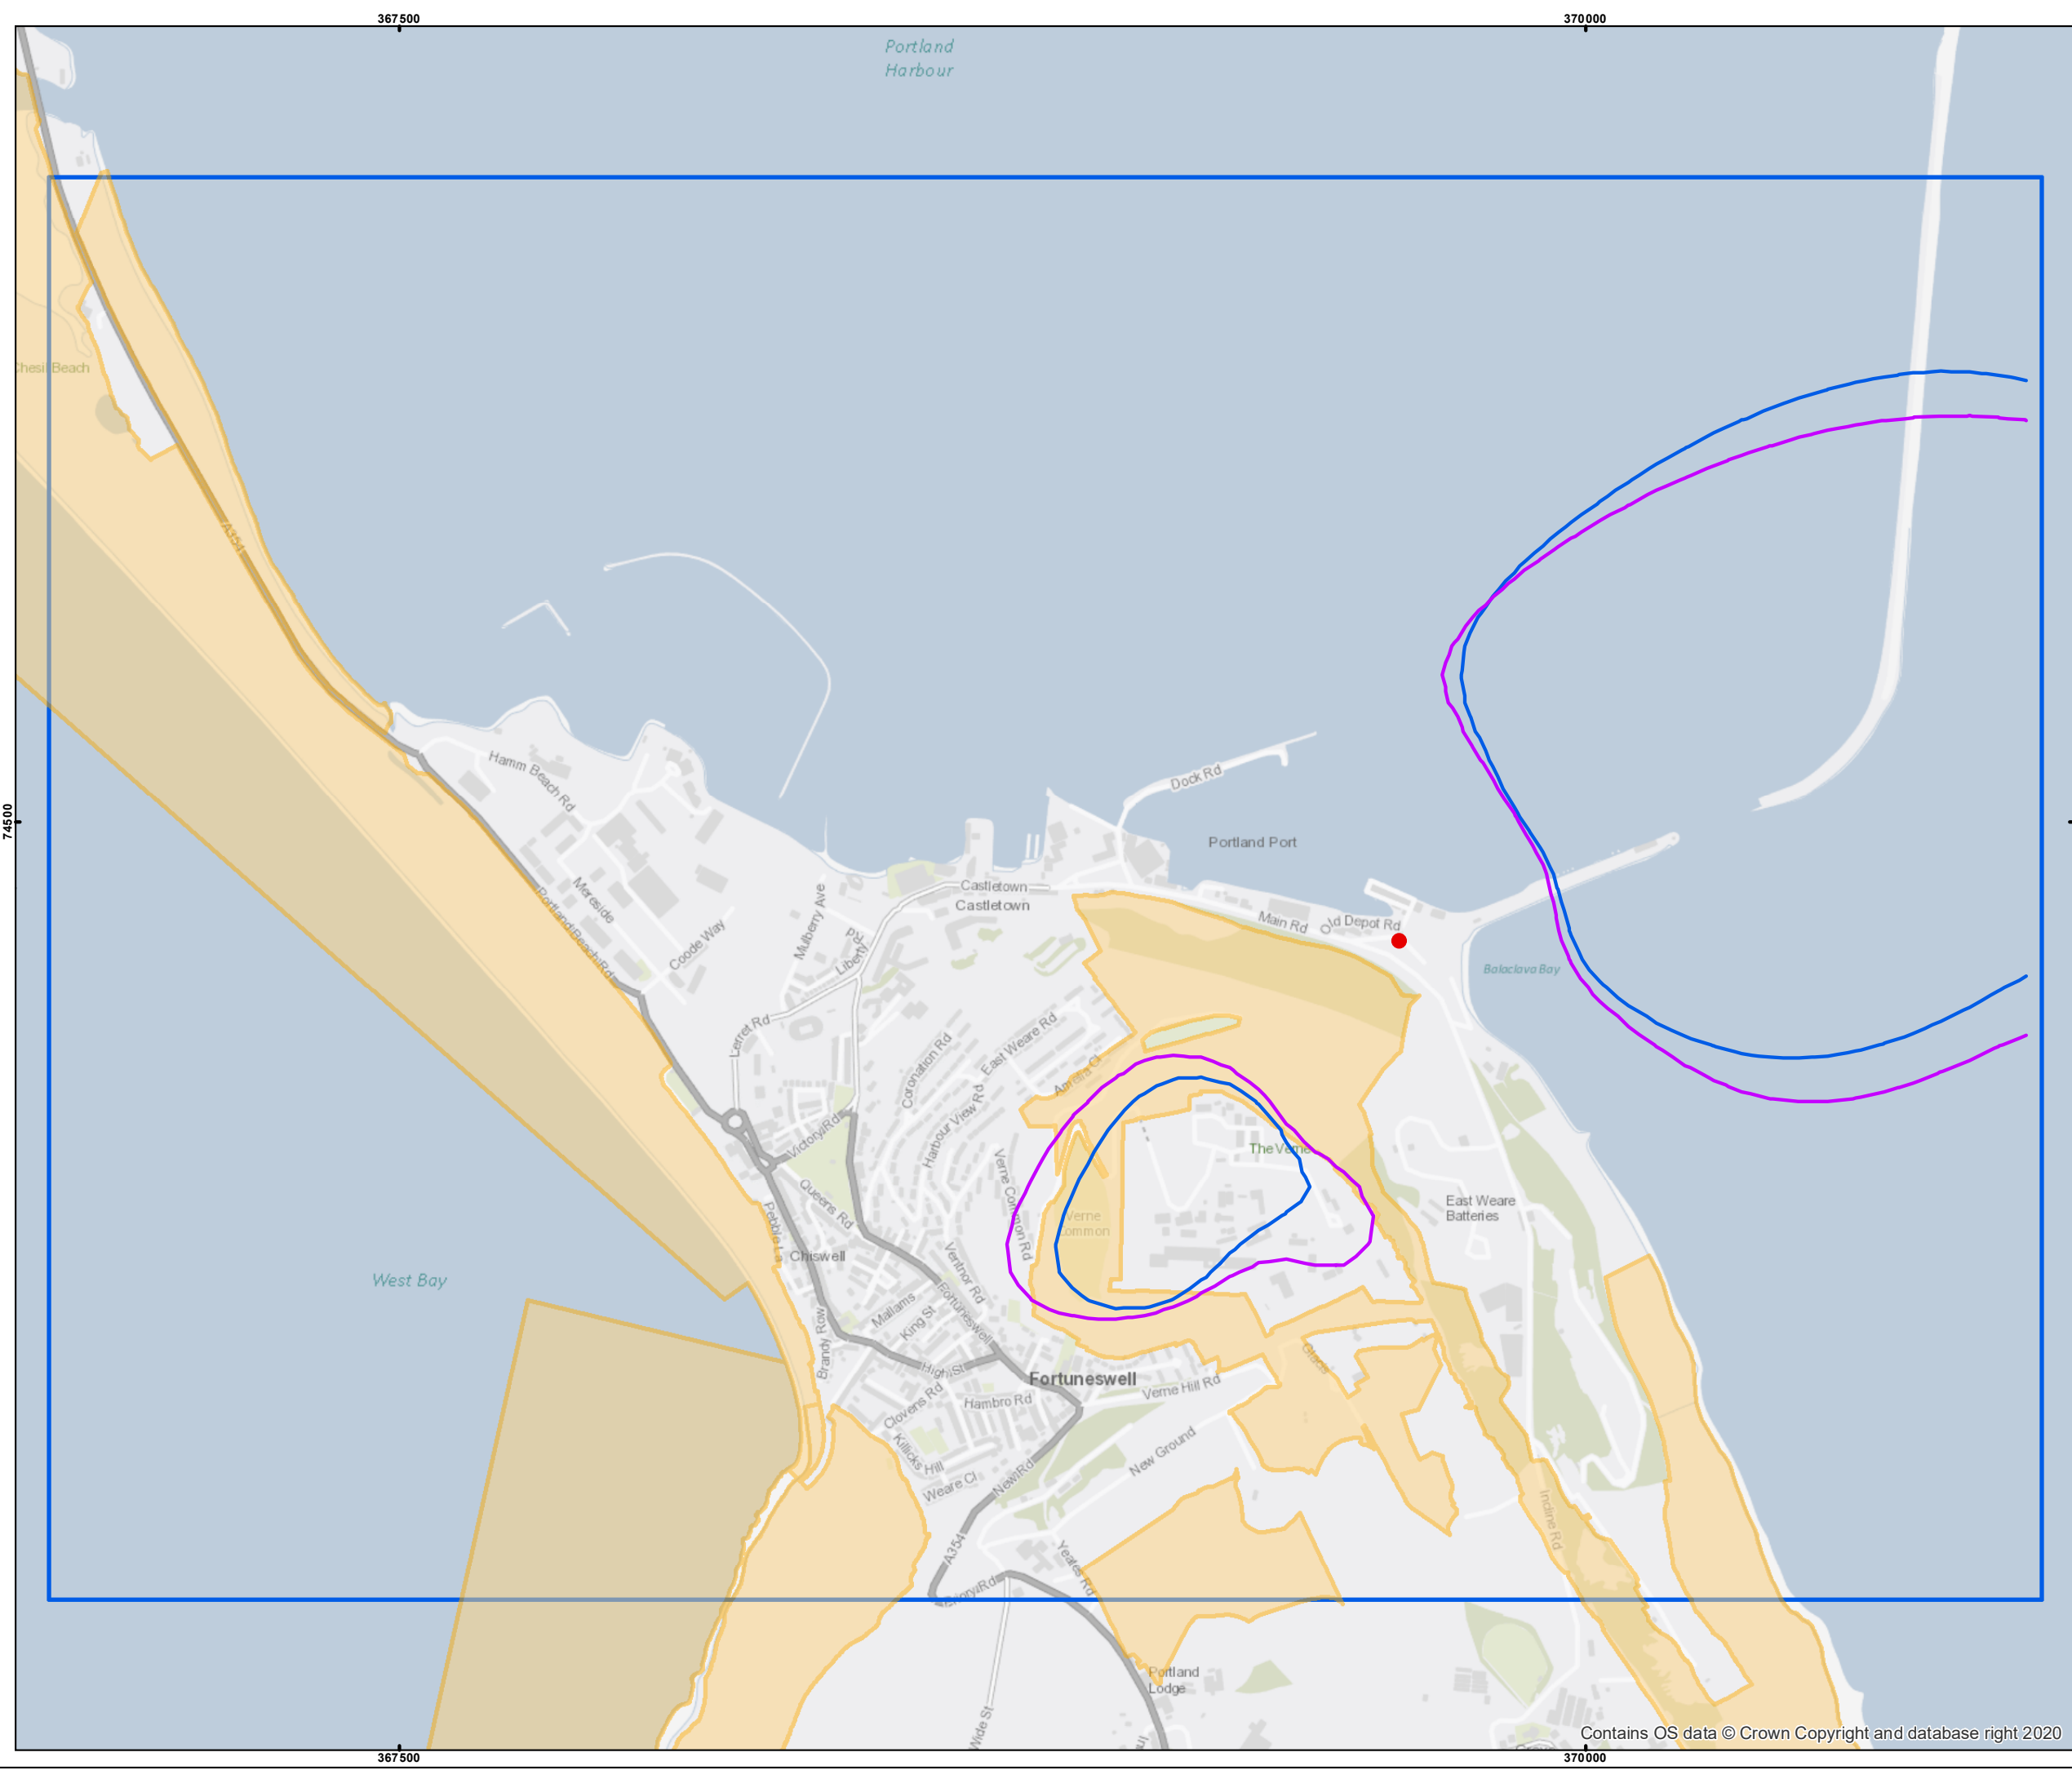 367500
370000
Portland
Harbour
Chesil Beach
A354
74500
Hamm Beach Rd
Dock Rd
Portland Port
Mereside
Portland Beach Rd
Coode Way
Mulberry Ave
Liberty
Rd
Castletown
Castletown
Main Rd
Old Depot Rd
Balaclava Bay
Lerret Rd
Coronation Rd
East Weare Rd
Amelia Cl
Harbour View Rd
Victory Rd
The Verne
Verne Common Rd
Verne
Common
East Weare
Batteries
Queens Rd
Pebble La
Chiswell
Ventnor Rd
West Bay
Mallams
King St
Fortuneswell
Brandy Row
High St
Glacis
Fortuneswell
Verne Hill Rd
Clovens Rd
Hambro Rd
Killicks Hill
New Ground
Weare Cl
New Rd
Incline Rd
A354
Yeates Rd
Priory Rd
Portland
Lodge
Wide St
Contains OS data © Crown Copyright and database right 2020
367500
370000